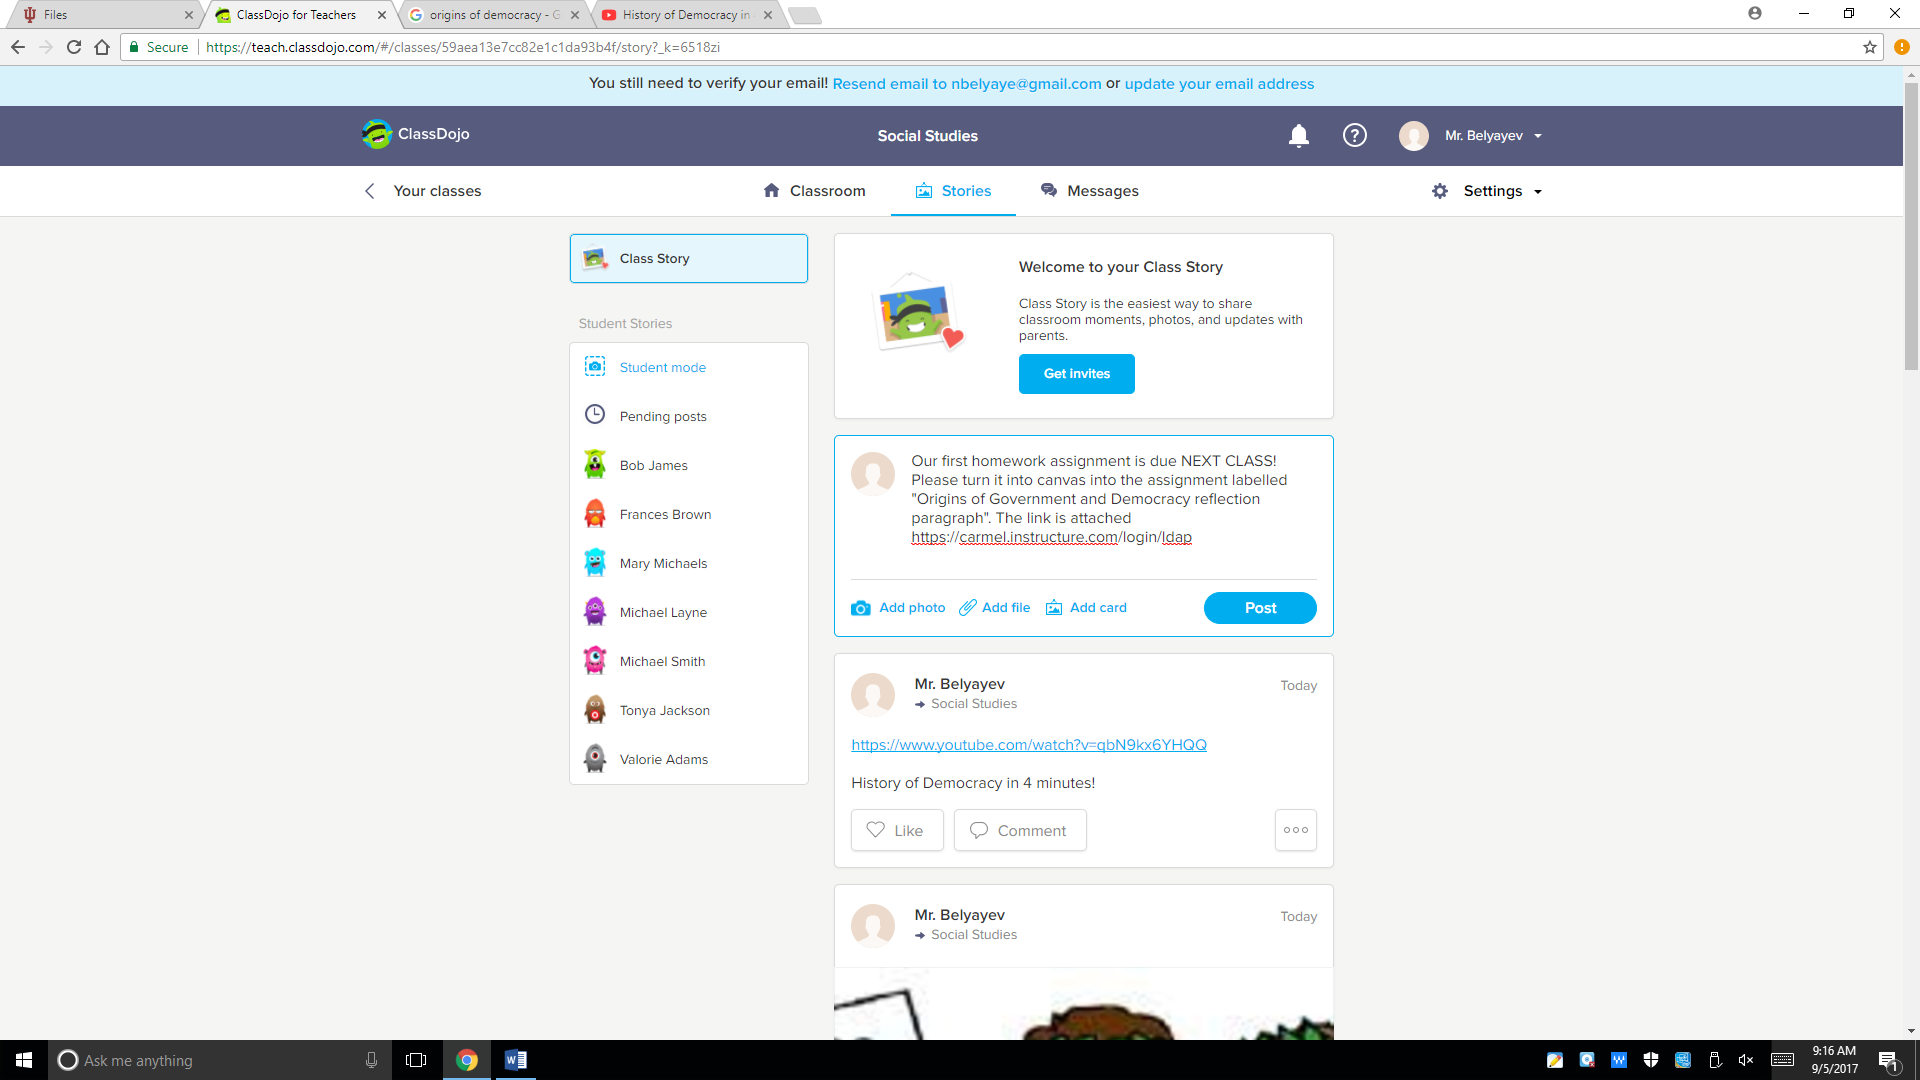 Files
ClassDojo for Teachers
origins of democracy - G
History of Democracy in
Secure
https://teach.classdojo.com/#/classes/59aea13e7cc82e1c1da93b4f/story?_k=6518zi
You still need to verify your email! Resend email to nbelyaye@gmail.com or update your email address
ClassDojo
Social Studies
?
Mr. Belyayev
Your classes
Classroom
Stories
Messages
Settings
Class Story
Student Stories
Student mode
Pending posts
Bob James
Frances Brown
Mary Michaels
Michael Layne
Michael Smith
Tonya Jackson
Valorie Adams
Welcome to your Class Story
Class Story is the easiest way to share
classroom moments, photos, and updates with
parents.
Get invites
Our first homework assignment is due NEXT CLASS!
Please turn it into canvas into the assignment labelled
"Origins of Government and Democracy reflection
paragraph". The link is attached
https://carmel.instructure.com/login/ldap
Add photo
Add file
Add card
Post
Mr. Belyayev
Today
Social Studies
https://www.youtube.com/watch?v=qbN9kx6YHQQ
History of Democracy in 4 minutes!
Like
Comment
Mr. Belyayev
Today
Social Studies
Ask me anything
9:16 AM
9/5/2017
1